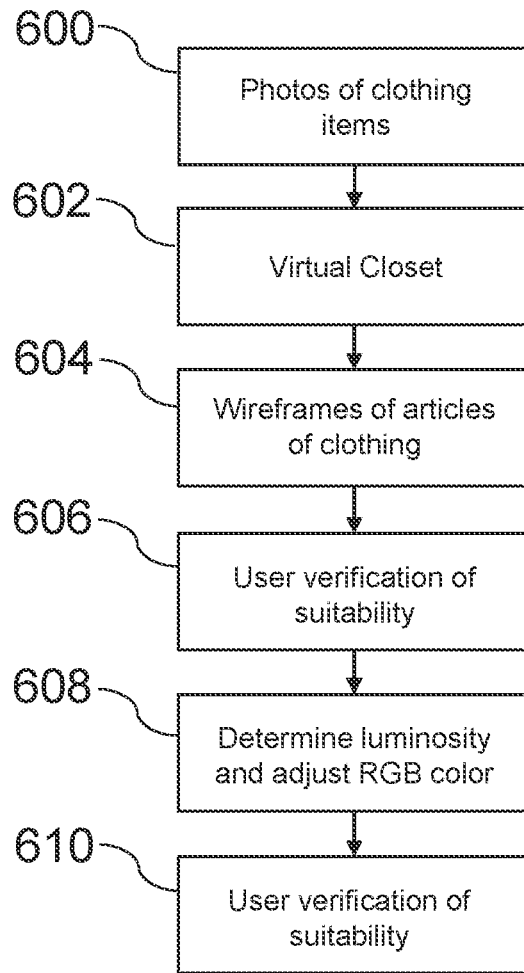 600
Photos of clothing
items
602
Virtual Closet
604
Wireframes of articles
of clothing
606
User verification of
suitability
608
Determine luminosity
and adjust RGB color
610
User verification of
suitability